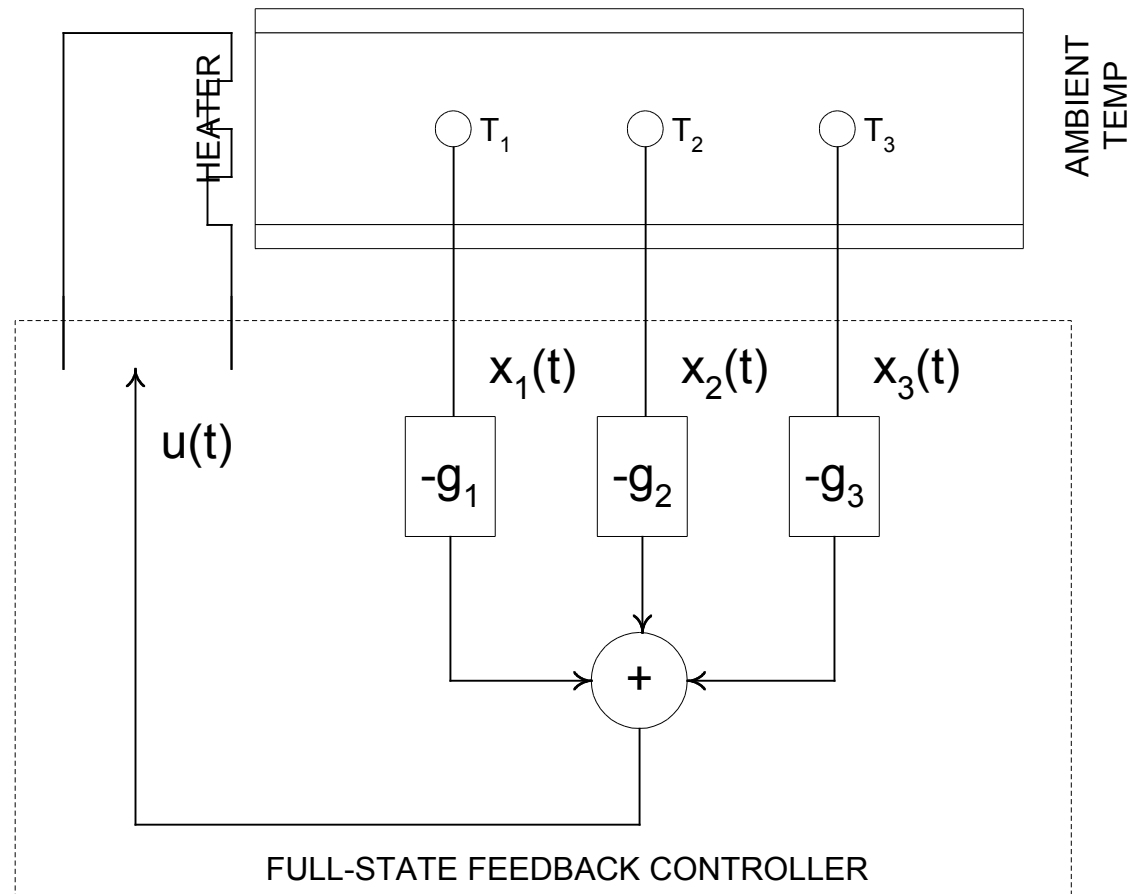 HEATER
AMBIENT
TEMP
T₁
T₂
T₃
x₁(t)
x₂(t)
x₃(t)
u(t)
-g₁
-g₂
-g₃
+
FULL-STATE FEEDBACK CONTROLLER